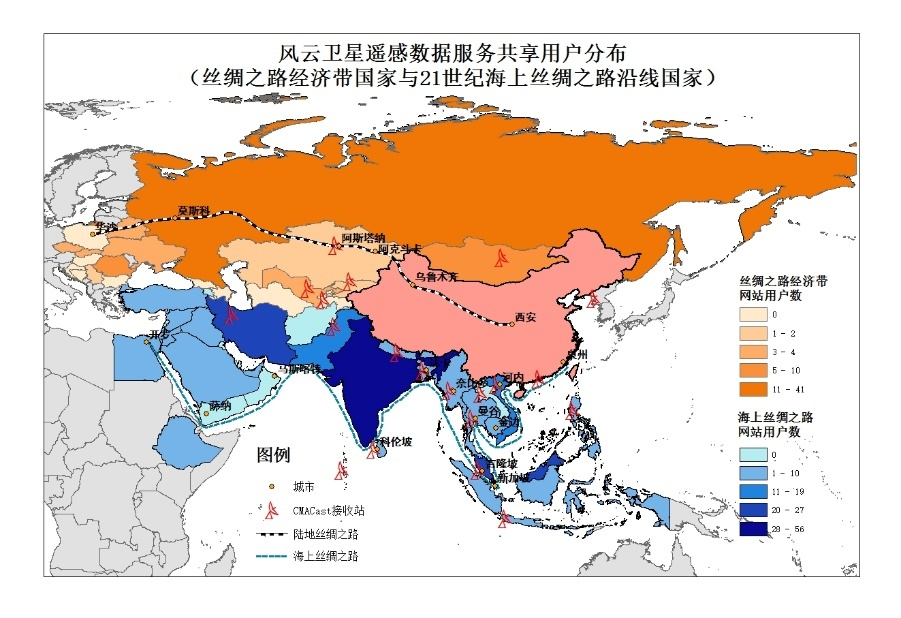 风云卫星遥感数据服务共享用户分布
（丝绸之路经济带国家与21世纪海上丝绸之路沿线国家）
莫斯科
华沙
阿斯塔纳
阿克斗卡
乌鲁木齐
西安
泉州
开罗
马斯喀特
萨纳
河内
曼谷
金边
科伦坡
吉隆坡
新加坡
图例
城市
CMACast接收站
陆地丝绸之路
海上丝绸之路
丝绸之路经济带
网站用户数
0
1 - 2
3 - 4
5 - 10
11 - 41
海上丝绸之路
网站用户数
0
1 - 10
11 - 19
20 - 27
28 - 56